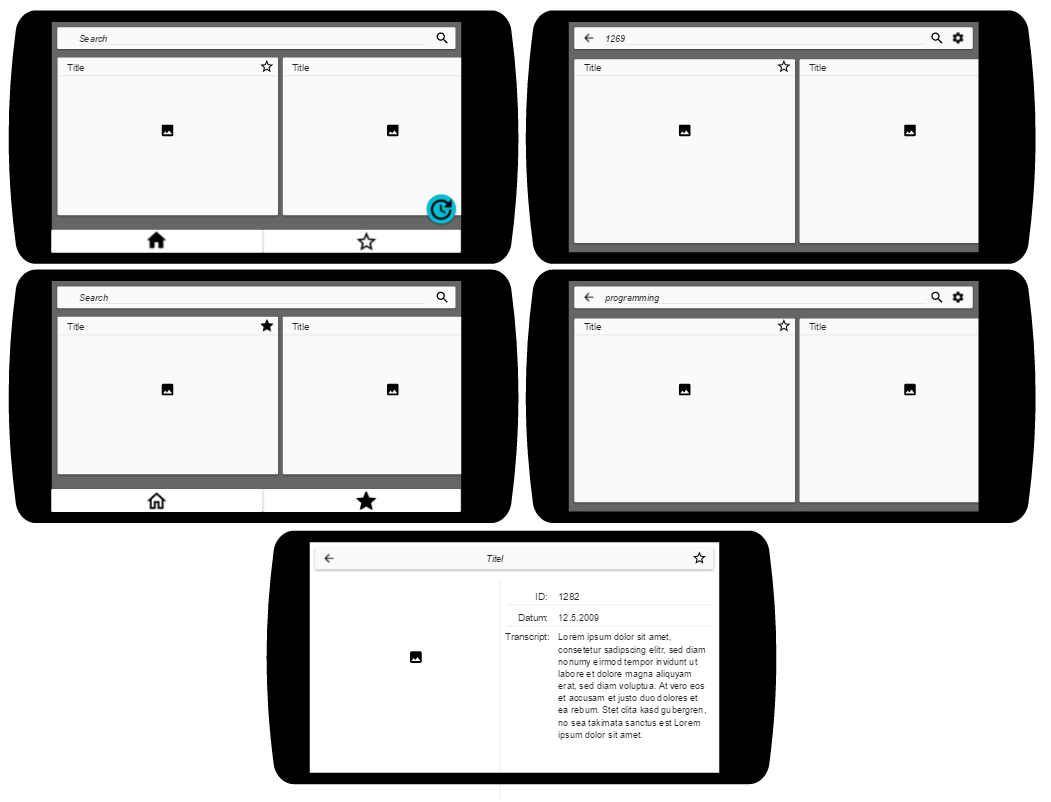 Search
Title
Title
1269
Title
Title
Search
Title
Title
programming
Title
Title
Titel
ID: 1282
Datum: 12.5.2009
Transcript: Lorem ipsum dolor sit amet,
consetetur sadipscing elitr, sed diam
nonumy eirmod tempor invidunt ut
labore et dolore magna aliquyam
erat, sed diam voluptua. At vero eos
et accusam et justo duo dolores et
ea rebum. Stet clita kasd gubergren,
no sea takimata sanctus est Lorem
ipsum dolor sit amet.